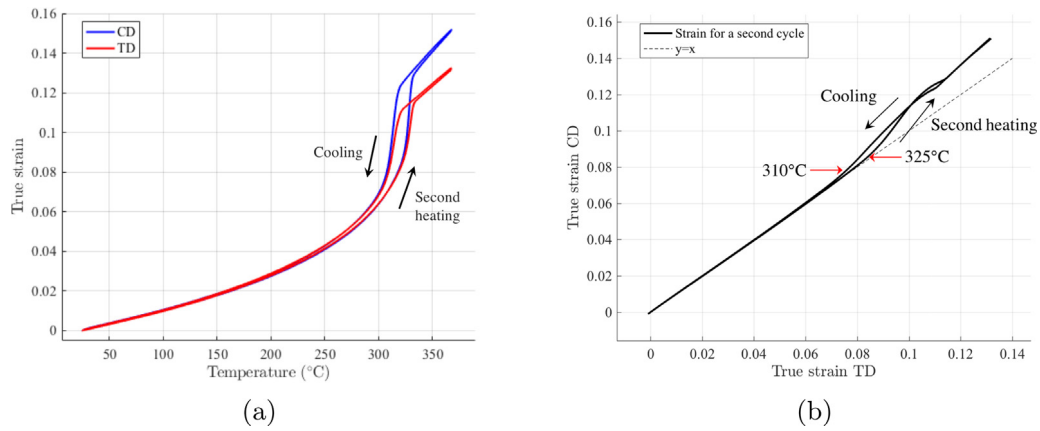 0.16
0.14
0.12
0.1
0.08
0.06
0.04
0.02
0
True strain
CD
TD
Cooling
Second
heating
50
100
150
200
250
300
350
Temperature (°C)
(a)
0.16
0.14
0.12
0.1
0.08
0.06
0.04
0.02
0
True strain CD
Strain for a second cycle
y=x
Cooling
Second heating
310°C
325°C
0
0.02
0.04
0.06
0.08
0.1
0.12
0.14
True strain TD
(b)